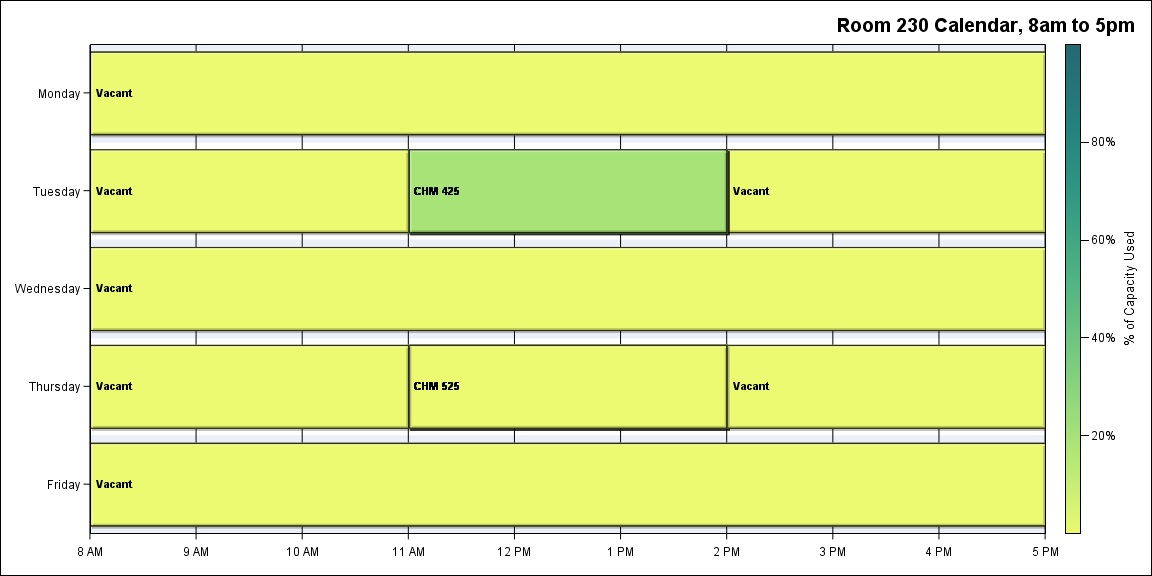 Room 230 Calendar, 8am to 5pm
Monday
Vacant
Tuesday
Vacant
CHM 425
Vacant
Wednesday
Vacant
Thursday
Vacant
CHM 525
Vacant
Friday
Vacant
8 AM
9 AM
10 AM
11 AM
12 PM
1 PM
2 PM
3 PM
4 PM
5 PM
80%
60%
40%
20%
% of Capacity Used